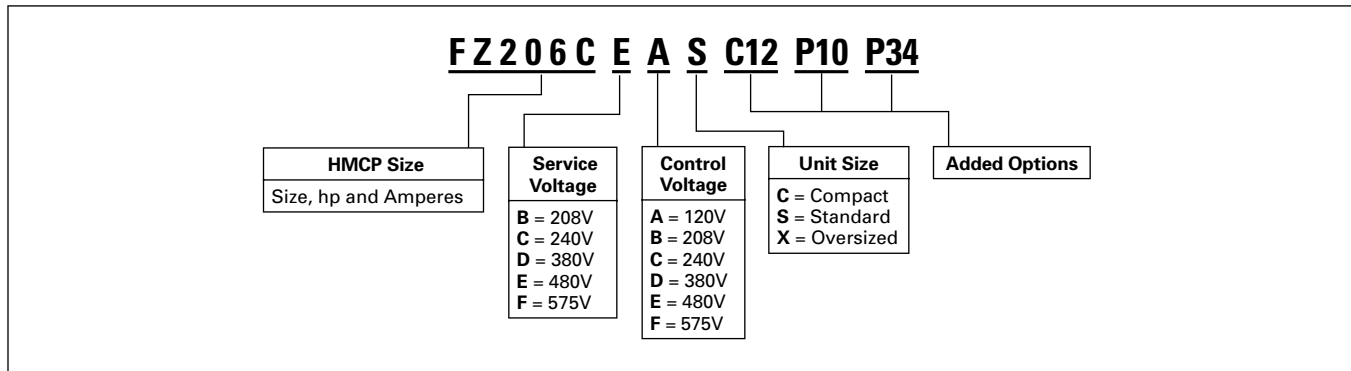 FZ206C E A S C12 P10 P34
HMCP Size
Size, hp and Amperes
Service
Voltage
B = 208V
C = 240V
D = 380V
E = 480V
F = 575V
Control
Voltage
A = 120V
B = 208V
C = 240V
D = 380V
E = 480V
F = 575V
Unit Size
C = Compact
S = Standard
X = Oversized
Added Options